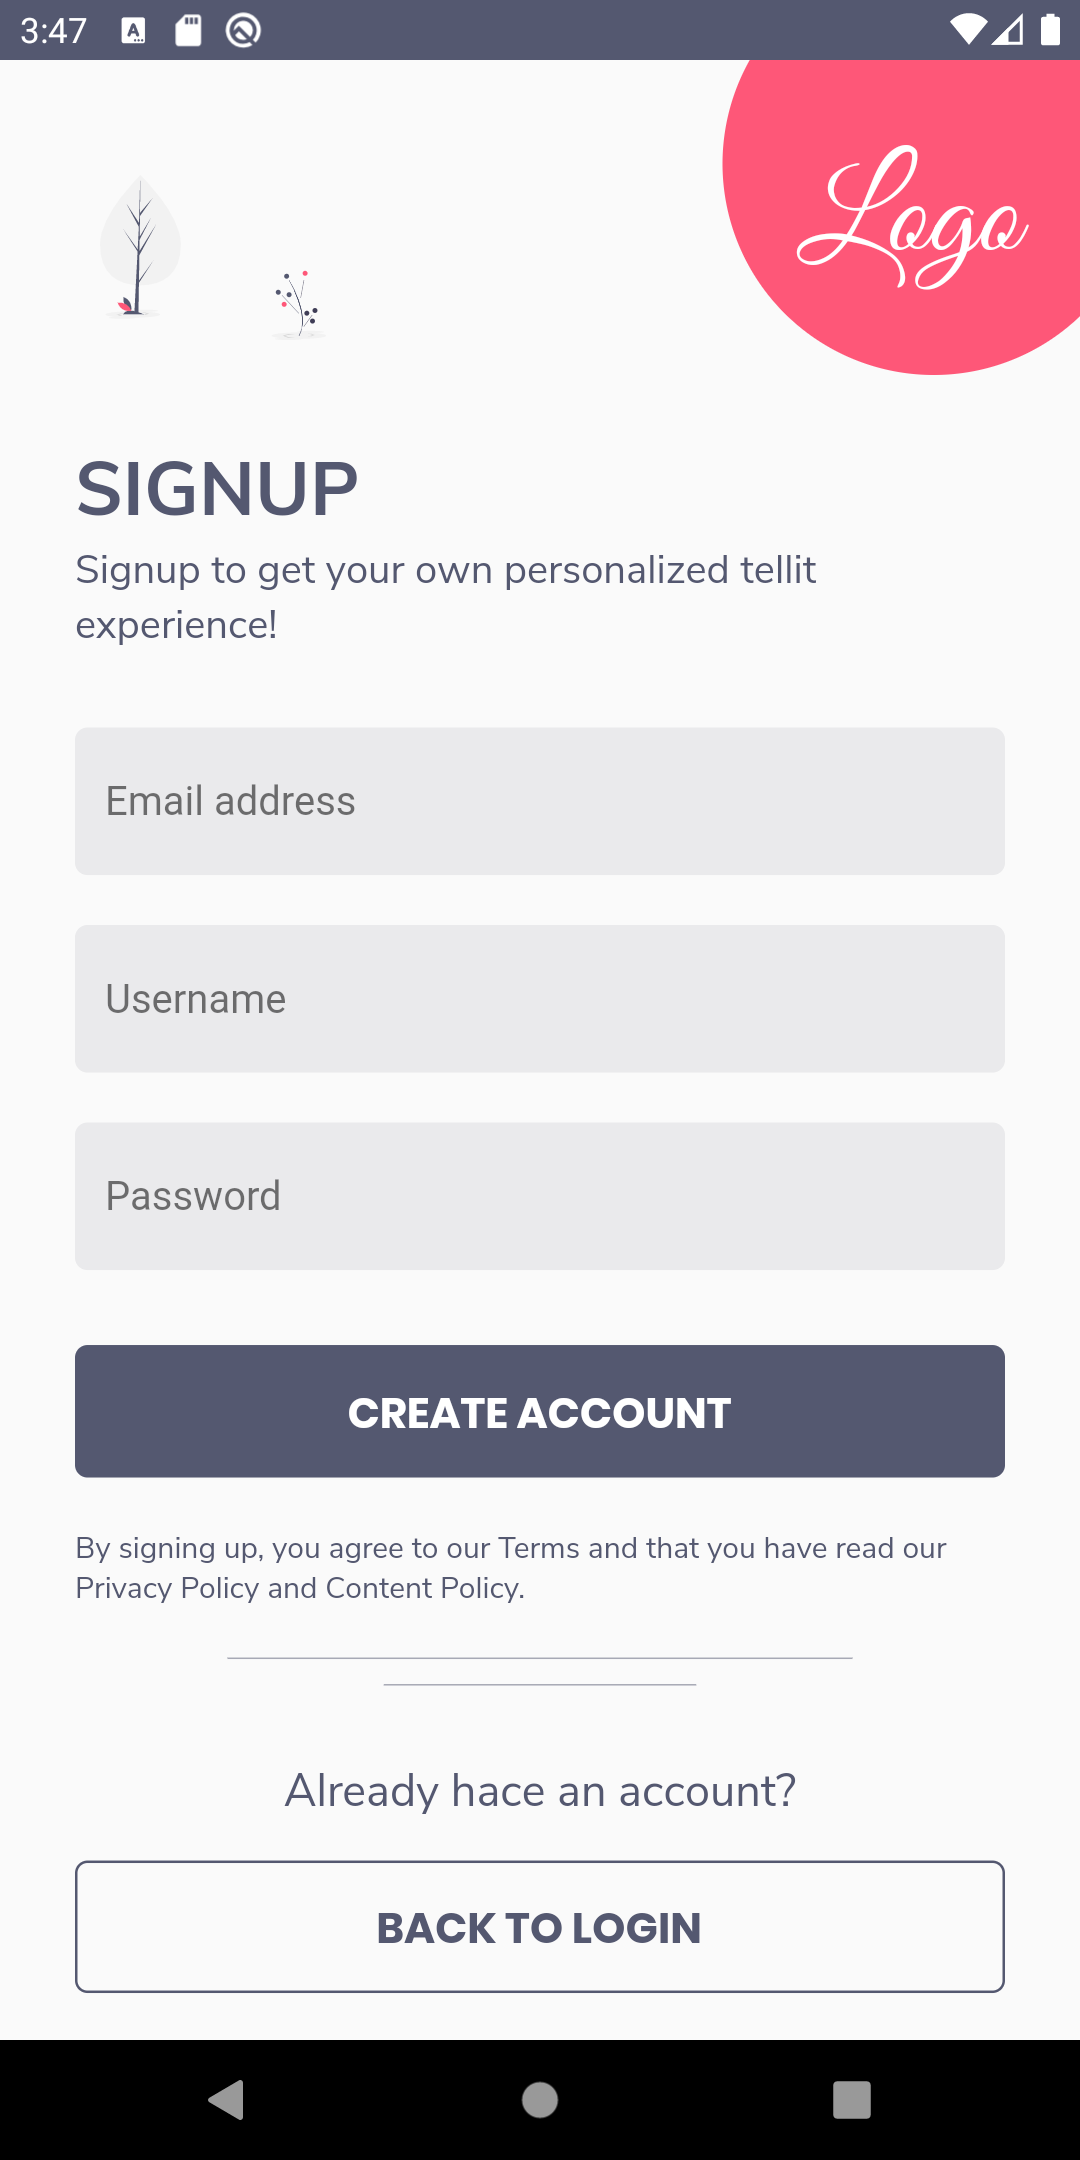 3:47
Logo
SIGNUP
Signup to get your own personalized tellit
experience!
Email address
Username
Password
CREATE ACCOUNT
By signing up, you agree to our Terms and that you have read our
Privacy Policy and Content Policy.
Already hace an account?
BACK TO LOGIN